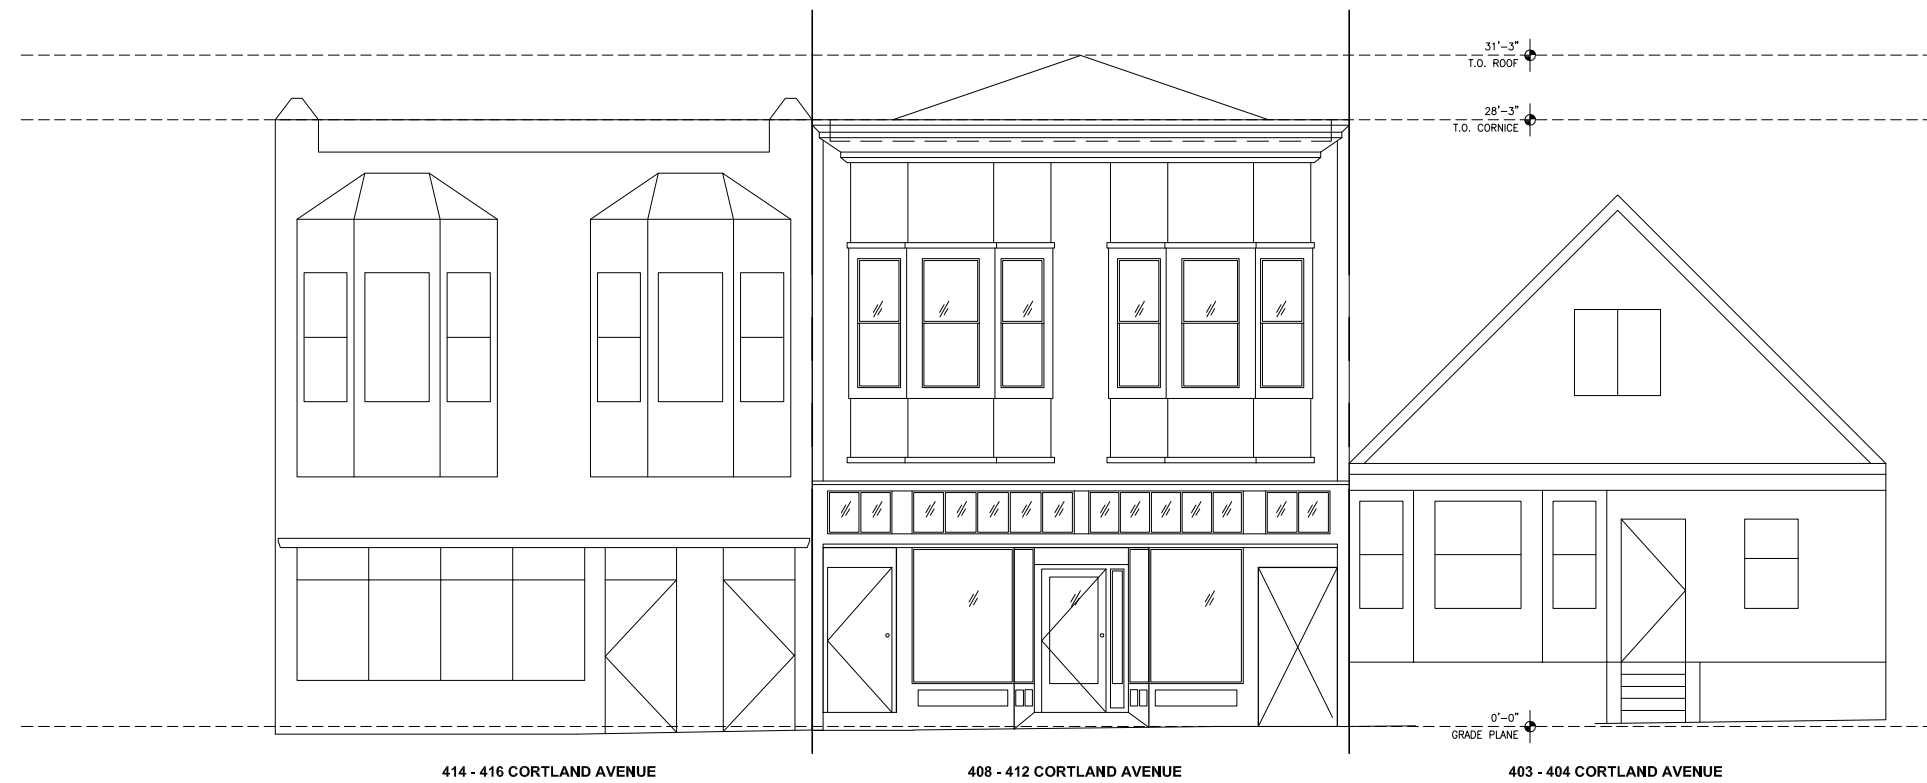 31'-3"
T.O. ROOF
28'-3"
T.O. CORNICE
0'-0"
GRADE PLANE
414 - 416 CORTLAND AVENUE
408 - 412 CORTLAND AVENUE
403 - 404 CORTLAND AVENUE